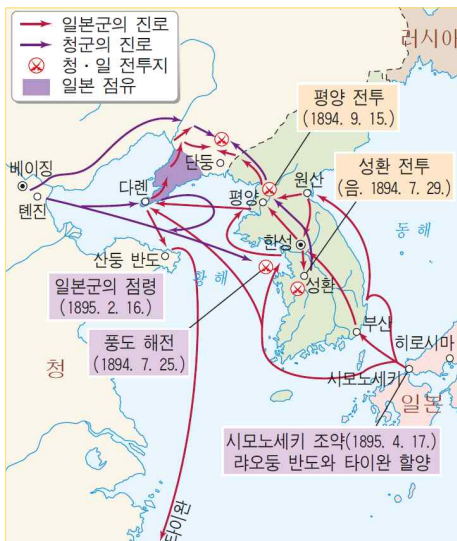 일본군의 진로
청군의 진로
청·일 전투지
일본 점유
러시아
평양 전투
(1894. 9. 15.)
베이징
톈진
단둥
다롄
성환 전투
(음. 1894. 7. 29.)
평양
원산
한성
동해
산둥 반도
황해
성환
일본군의 점령
(1895. 2. 16.)
풍도 해전
(1894. 7. 25.)
부산
히로시마
청
시모노세키
일본
시모노세키 조약(1895. 4. 17.)
랴오둥 반도와 타이완 할양
타이완